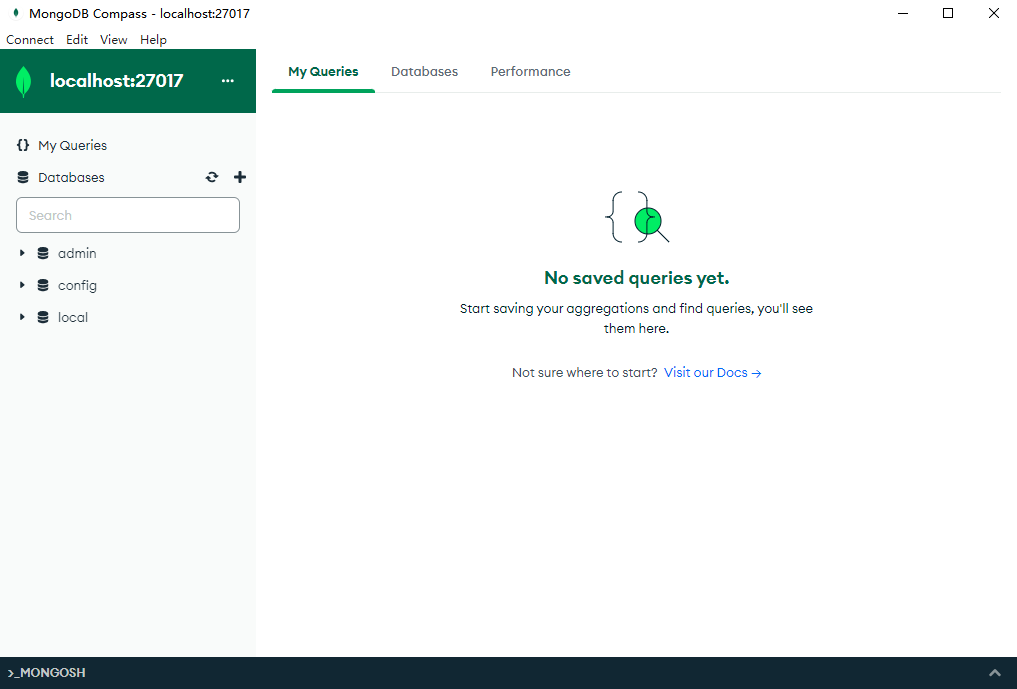 MongoDB Compass - localhost:27017
Connect Edit View Help
localhost:27017
My Queries
Databases
Search
admin
config
local
My Queries Databases Performance
No saved queries yet.
Start saving your aggregations and find queries, you'll see
them here.
Not sure where to start? Visit our Docs →
>_MONGOSH